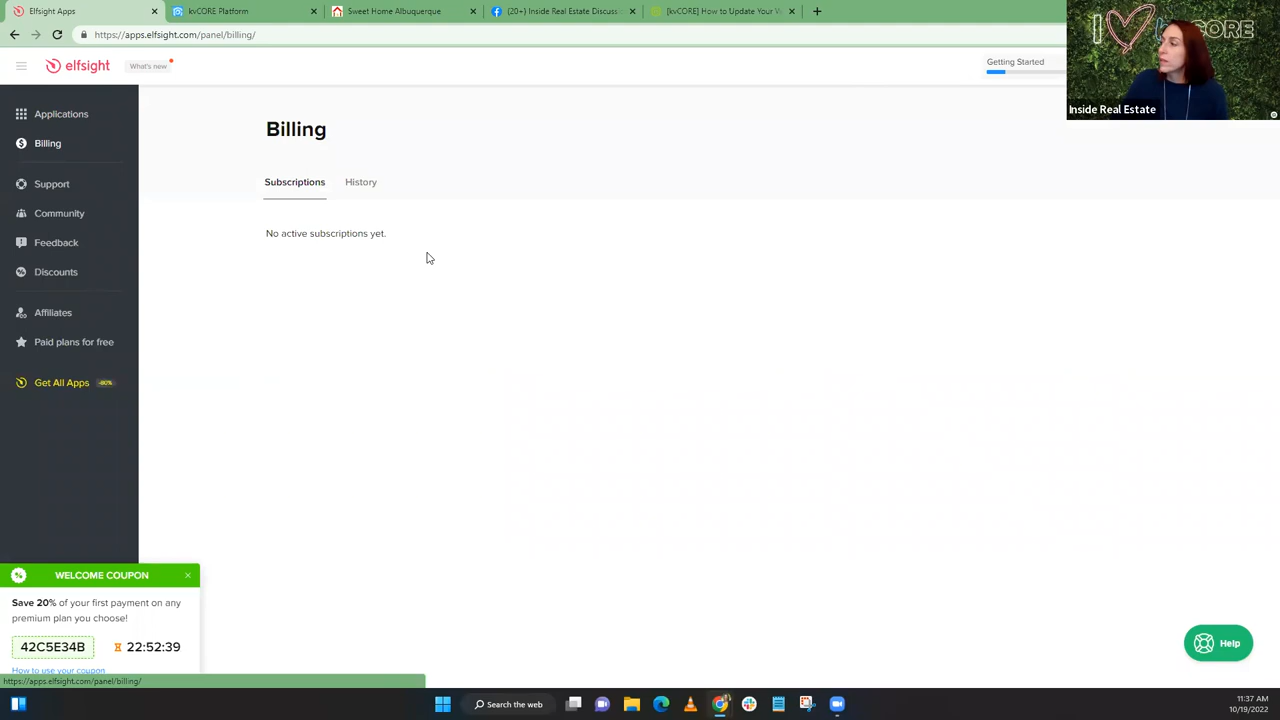 Elfsight Apps
kvCORE Platform
Sweet Home Albuquerque
(20+) Inside Real Estate Discussi
[kvCORE] How to Update Your V
https://apps.elfsight.com/panel/billing/
elfsight
What's new
Getting Started
I
CORE
Inside Real Estate
Applications
Billing
Support
Community
Feedback
Discounts
Affiliates
Paid plans for free
Get All Apps -80%
Billing
Subscriptions
History
No active subscriptions yet.
WELCOME COUPON
Save 20% of your first payment on any
premium plan you choose!
42C5E34B
22:52:39
How to use your coupon
https://apps.elfsight.com/panel/billing/
Help
Search the web
11:37 AM
10/19/2022